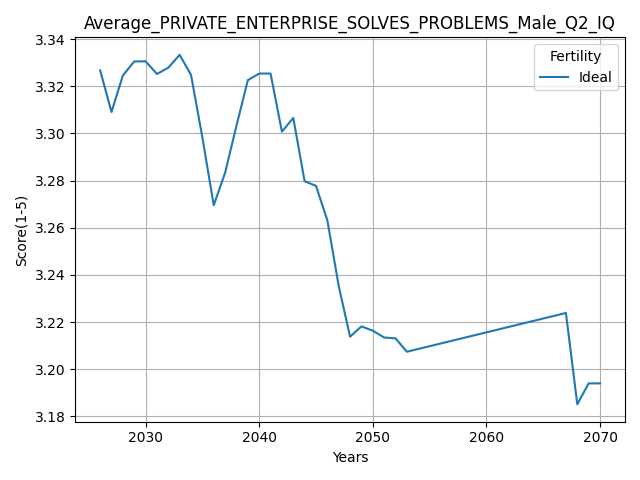 Average_PRIVATE_ENTERPRISE_SOLVES_PROBLEMS_Male_Q2_IQ
Fertility
Ideal
3.34
3.32
3.30
3.28
3.26
3.24
3.22
3.20
3.18
Score(1-5)
2030 2040 2050 2060 2070
Years